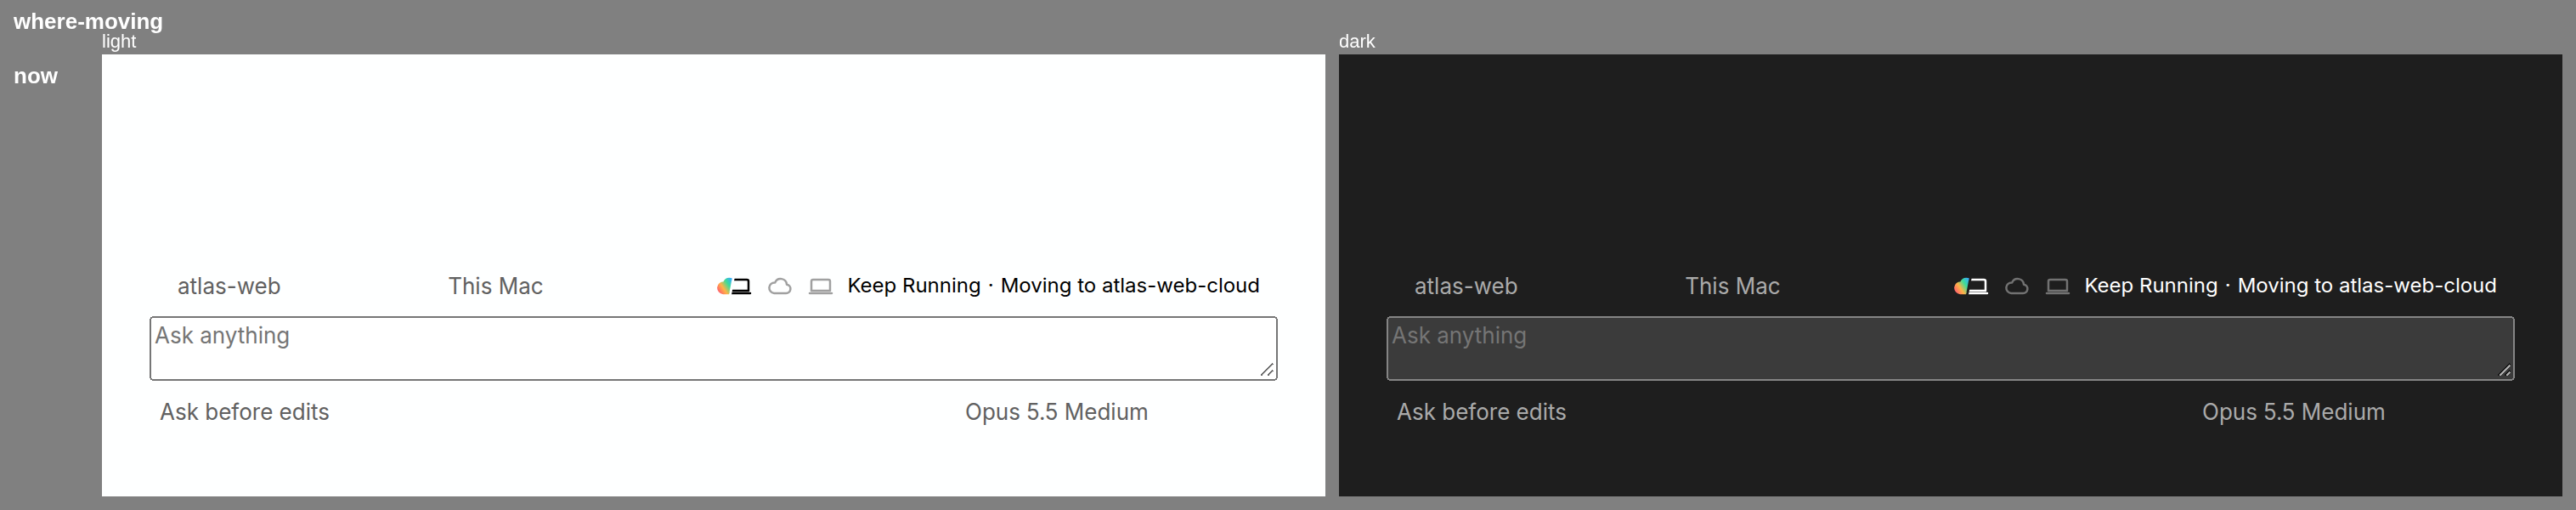 where-moving
light
dark
now
atlas-web This Mac Keep Running · Moving to atlas-web-cloud
Ask anything
Ask before edits Opus 5.5 Medium
atlas-web This Mac Keep Running · Moving to atlas-web-cloud
Ask anything
Ask before edits Opus 5.5 Medium